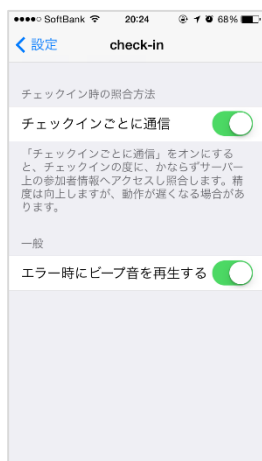 SoftBank 20:24 68%
設定 check-in
チェックイン時の照合方法
チェックインごとに通信
「チェックインごとに通信」をオンにする
と、チェックインの度に、かならずサーバー
上の参加者情報へアクセスし照合します。精
度は向上しますが、動作が遅くなる場合があ
ります。
一般
エラー時にビープ音を再生する